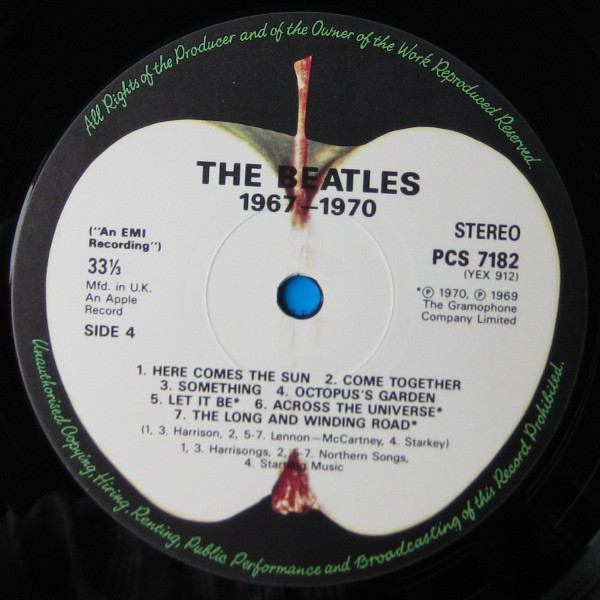 All Rights of the Producer and of the Owner of the Work Reproduced Reserved.
THE BEATLES
1967–1970
("An EMI
Recording")
33⅓
Mfd. in U.K.
An Apple
Record
SIDE 4
STEREO
PCS 7182
(YEX 912)
*℗ 1970, ℗ 1969
The Gramophone
Company Limited
1. HERE COMES THE SUN 2. COME TOGETHER
3. SOMETHING 4. OCTOPUS'S GARDEN
5. LET IT BE* 6. ACROSS THE UNIVERSE*
7. THE LONG AND WINDING ROAD*
(1, 3. Harrison, 2, 5-7. Lennon—McCartney, 4. Starkey)
1, 3. Harrisongs, 2, 5-7. Northern Songs,
4. Startling Music
Unauthorised Copying, Hiring, Renting, Public Performance and Broadcasting of this Record Prohibited.